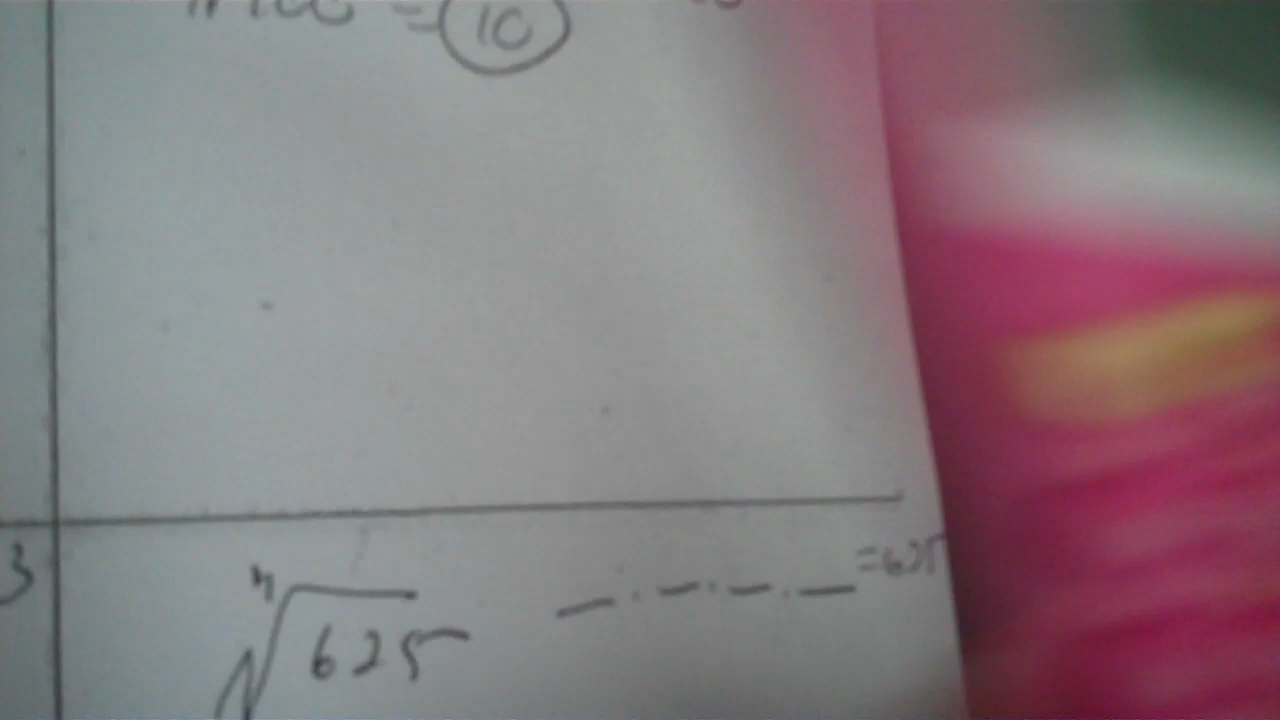 = 10
3
4√625 _ . _ . _ . _ = 625